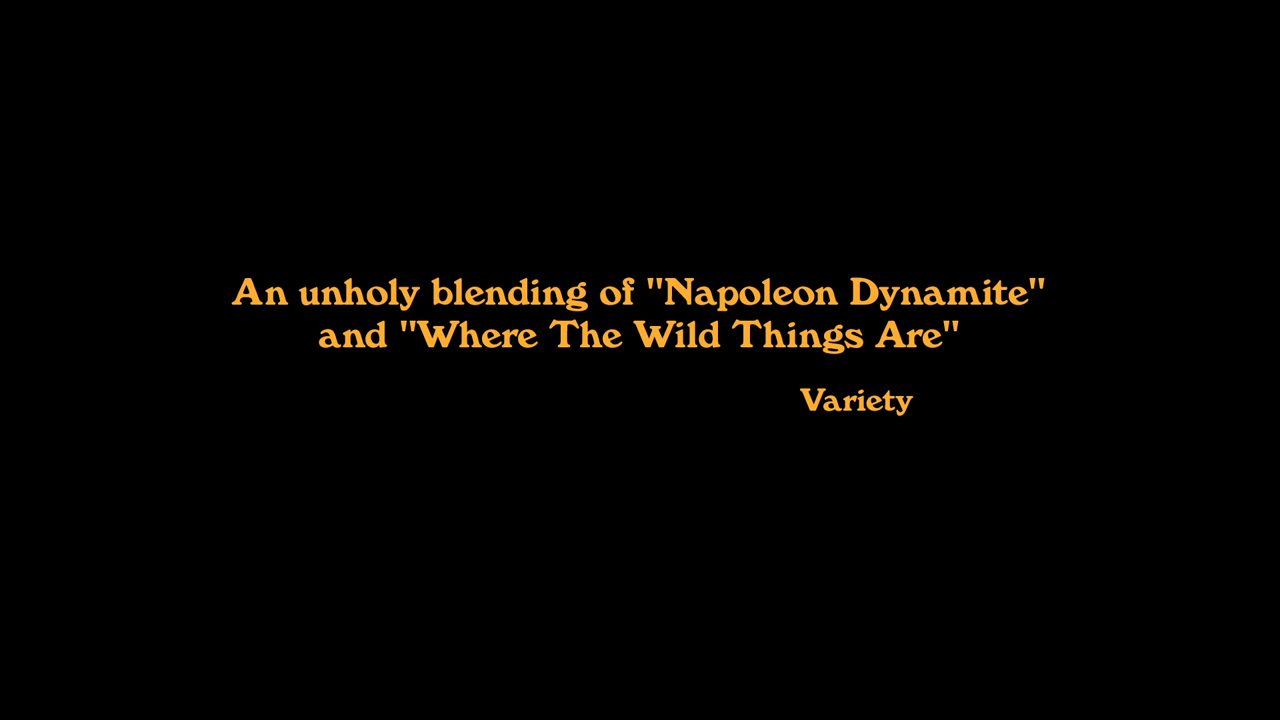 An unholy blending of "Napoleon Dynamite"
and "Where The Wild Things Are"
Variety